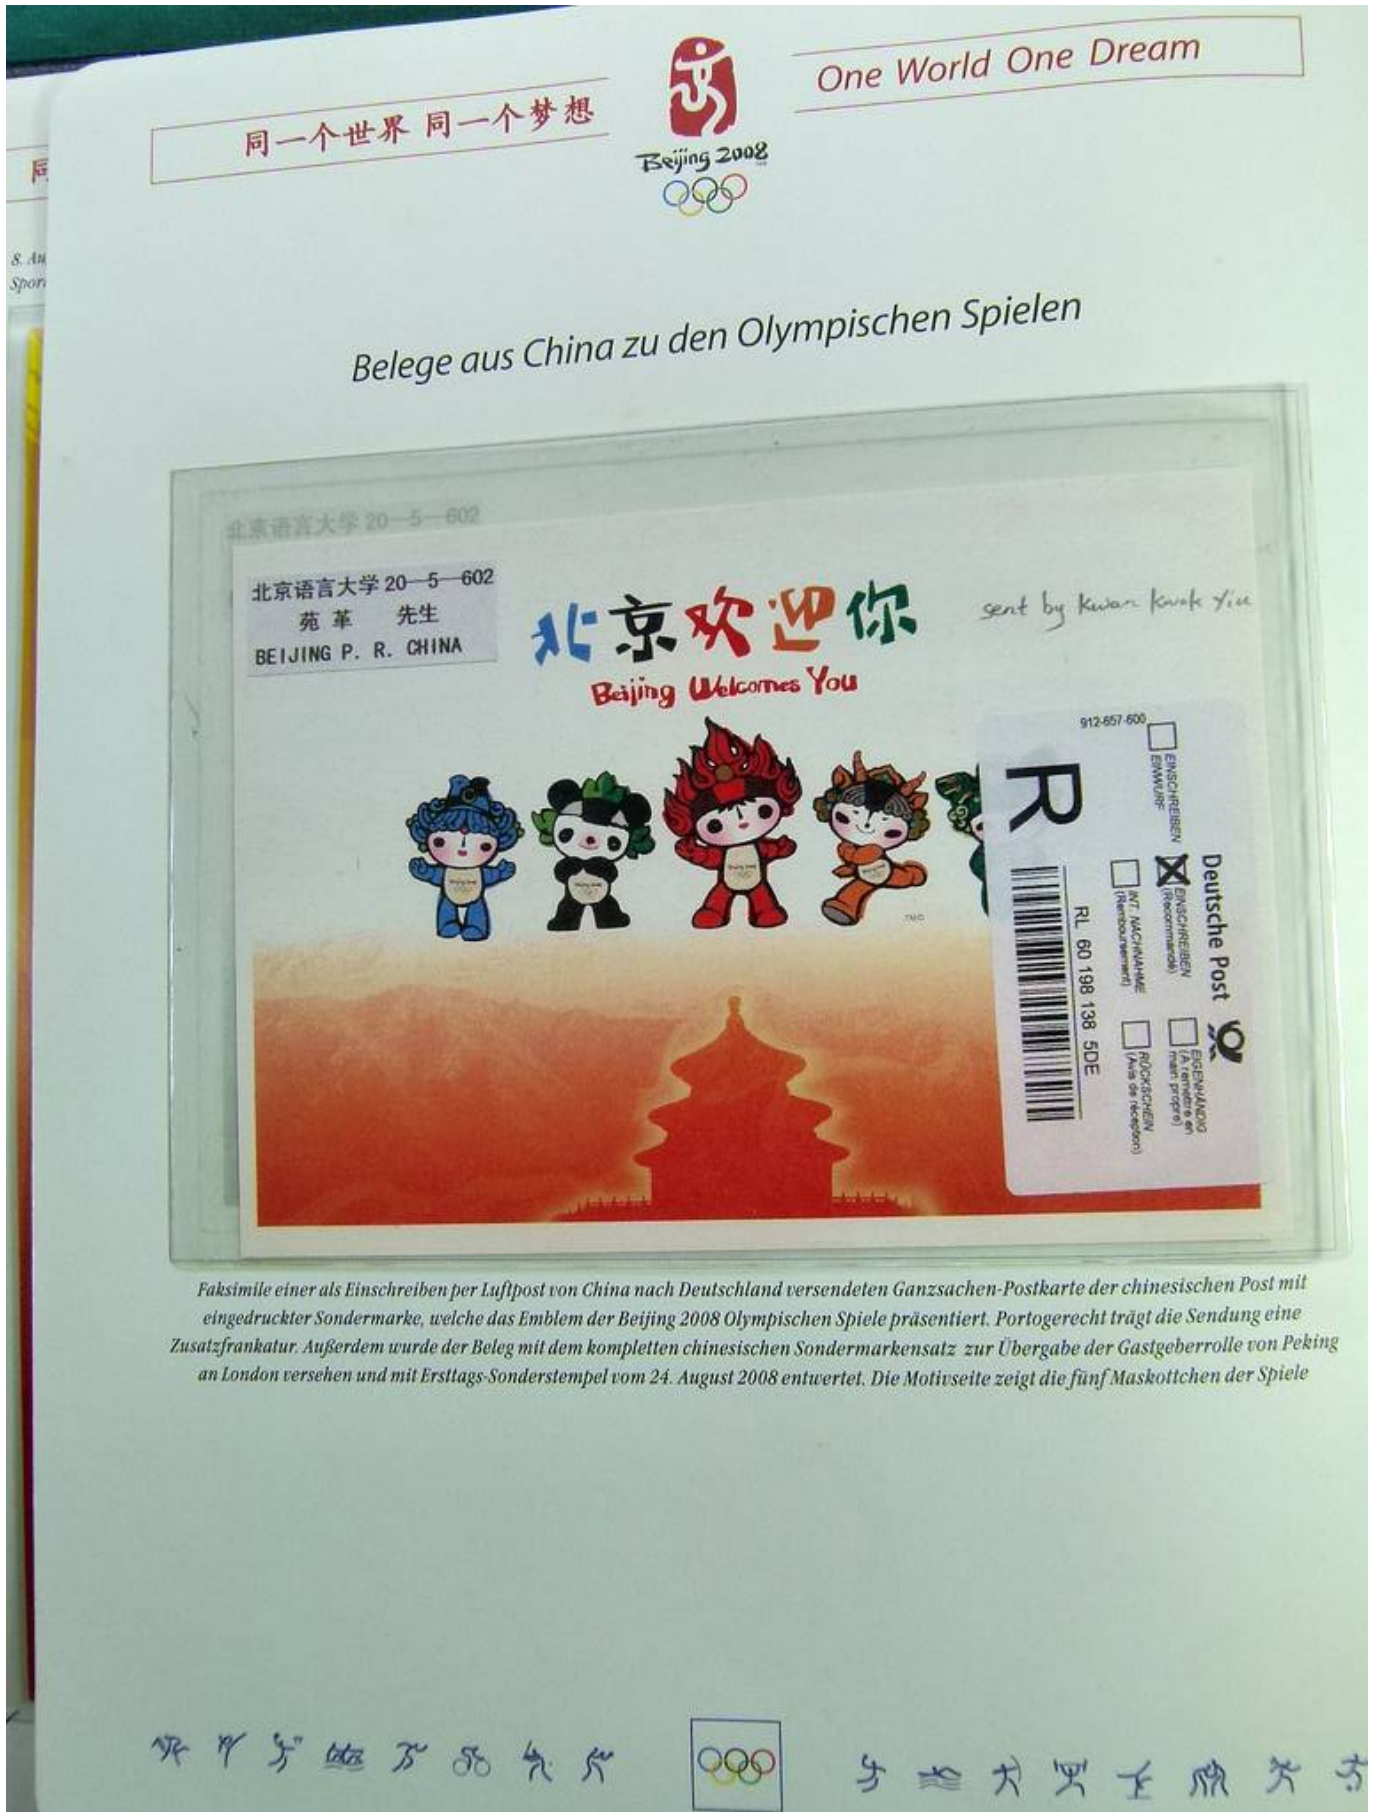 同一个世界 同一个梦想
One World One Dream
Beijing 2008
8. Au
Spor
Belege aus China zu den Olympischen Spielen
北京语言大学 20—5—602
北京语言大学 20—5—602
苑 革 先生
BEIJING P. R. CHINA
北京欢迎你
Beijing Welcomes You
sent by Kwan Kwok Yiu
912-657-600
R
EINSCHREIBEN
EINWURF
EINSCHREIBEN
(Recommandé)
INT. NACHNAHME
(Remboursement)
EIGENHÄNDIG
(À remettre en
main propre)
RÜCKSCHEIN
(Avis de réception)
Deutsche Post
RL 60 198 138 5DE
Faksimile einer als Einschreiben per Luftpost von China nach Deutschland versendeten Ganzsachen-Postkarte der chinesischen Post mit
eingedruckter Sondermarke, welche das Emblem der Beijing 2008 Olympischen Spiele präsentiert. Portogerecht trägt die Sendung eine
Zusatzfrankatur. Außerdem wurde der Beleg mit dem kompletten chinesischen Sondermarkensatz zur Übergabe der Gastgeberrolle von Peking
an London versehen und mit Ersttags-Sonderstempel vom 24. August 2008 entwertet. Die Motivseite zeigt die fünf Maskottchen der Spiele